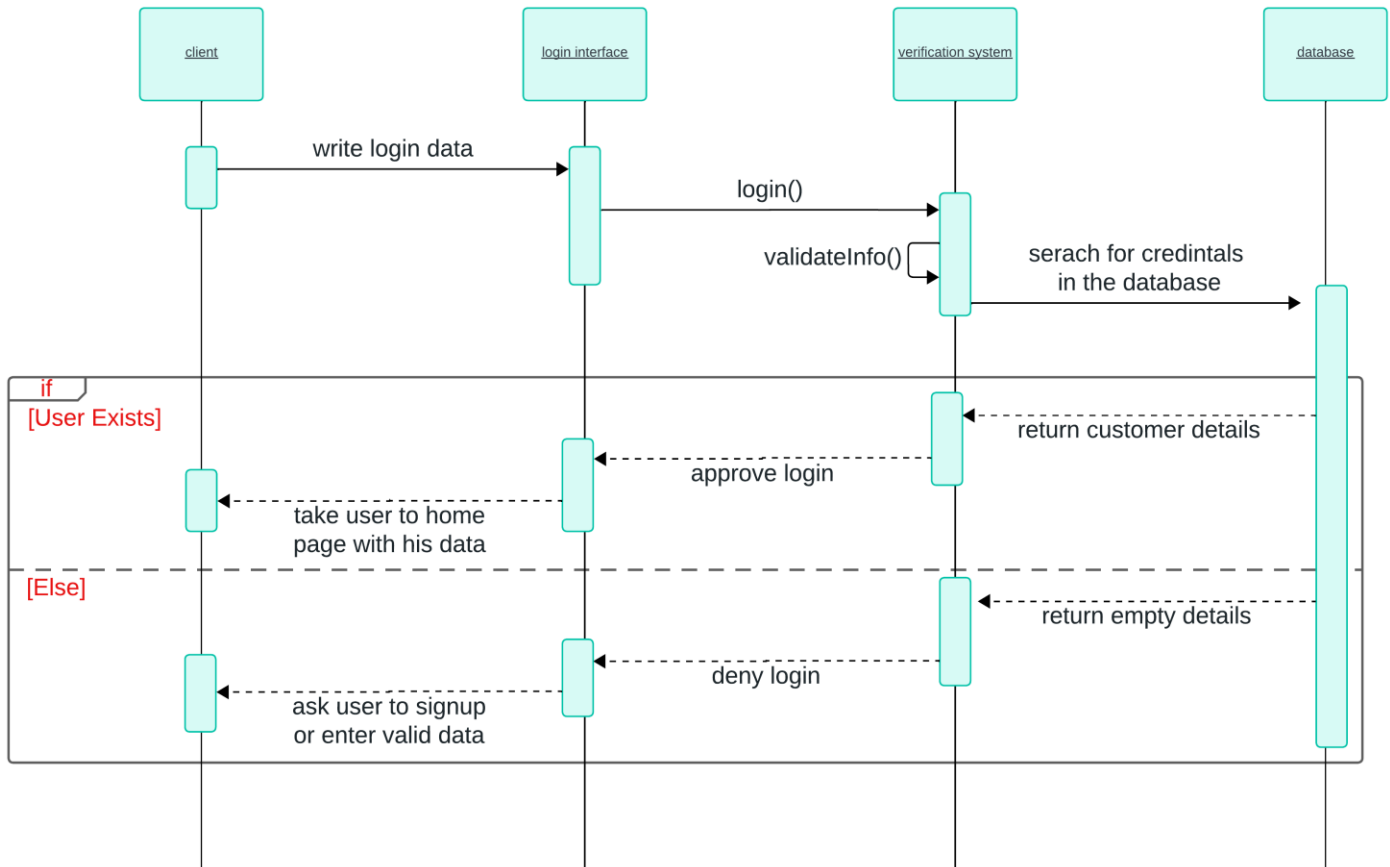 client
login interface
verification system
database
write login data
login()
validateInfo()
serach for credintals
in the database
if
[User Exists]
return customer details
approve login
take user to home
page with his data
[Else]
return empty details
deny login
ask user to signup
or enter valid data